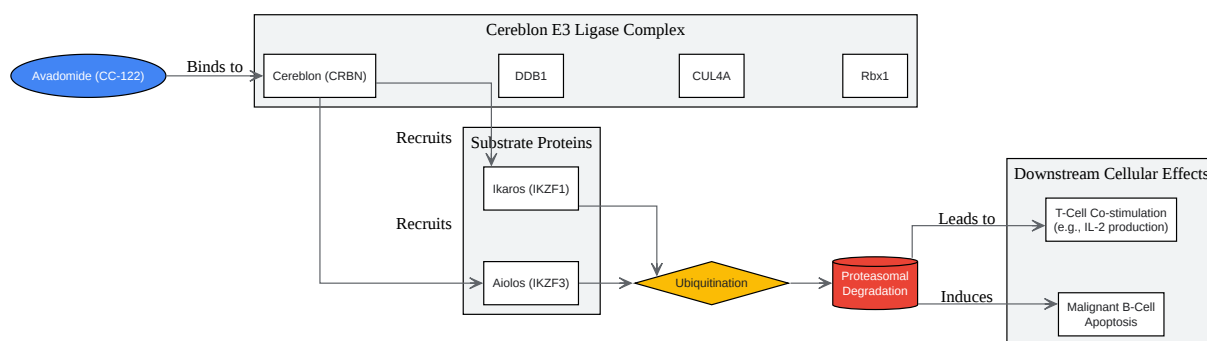 Cereblon E3 Ligase Complex
Avadomide (CC-122)
Binds to
Cereblon (CRBN)
DDB1
CUL4A
Rbx1
Recruits
Substrate Proteins
Ikaros (IKZF1)
Recruits
Aiolos (IKZF3)
Ubiquitination
Proteasomal
Degradation
Downstream Cellular Effects
Leads to
T-Cell Co-stimulation
(e.g., IL-2 production)
Induces
Malignant B-Cell
Apoptosis